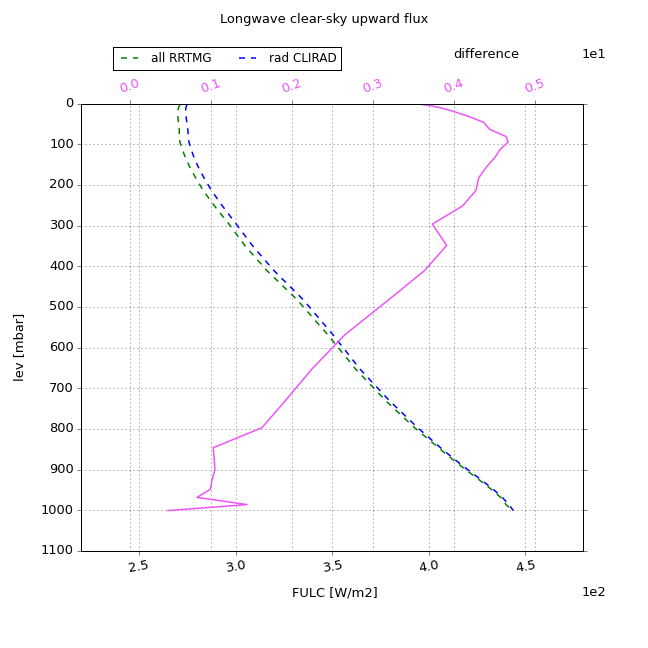 Longwave clear-sky upward flux
all RRTMG rad CLIRAD difference 1e1
0.0 0.1 0.2 0.3 0.4 0.5
0
100
200
300
400
500
600
700
800
900
1000
1100
lev [mbar]
2.5 3.0 3.5 4.0 4.5
FULC [W/m2] 1e2